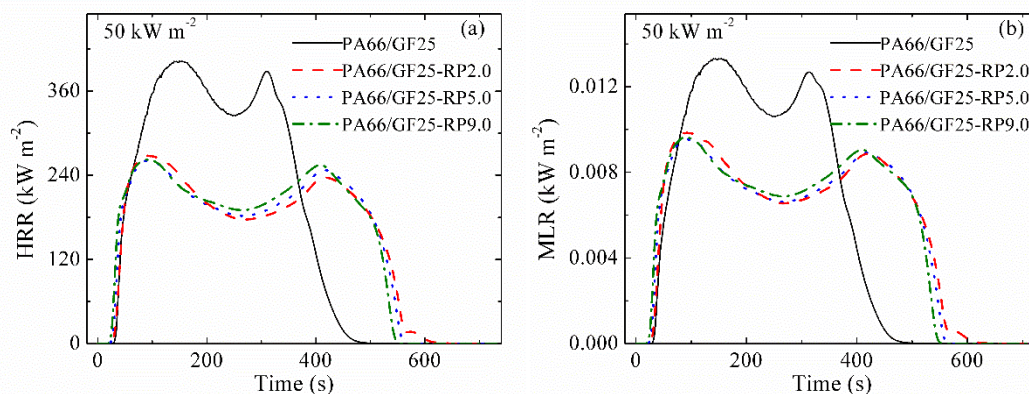 50 kW m-2
(a)
PA66/GF25
PA66/GF25-RP2.0
PA66/GF25-RP5.0
PA66/GF25-RP9.0
360
240
120
0
HRR (kW m-2)
0
200
400
600
Time (s)
50 kW m-2
(b)
PA66/GF25
PA66/GF25-RP2.0
PA66/GF25-RP5.0
PA66/GF25-RP9.0
0.012
0.008
0.004
0.000
MLR (kW m-2)
0
200
400
600
Time (s)